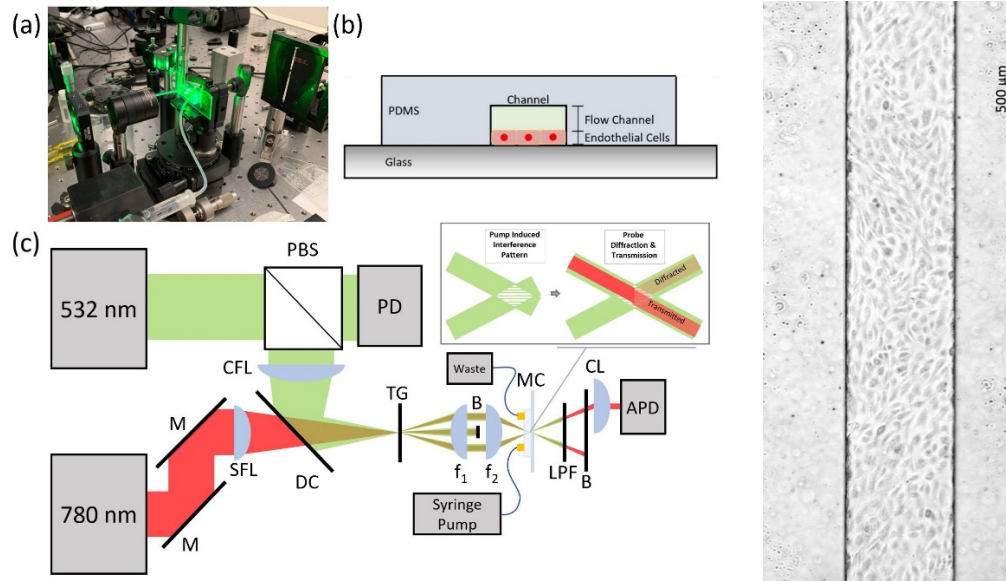 (a)
(b)
PDMS
Channel
Flow Channel
Endothelial Cells
Glass
500 μm
(c)
532 nm
PBS
PD
Pump Induced
Interference
Pattern
Probe
Diffraction &
Transmission
Diffracted
Transmitted
CFL
Waste
MC
CL
TG
B
APD
M
SFL
DC
f1
f2
LPF
B
780 nm
M
Syringe
Pump